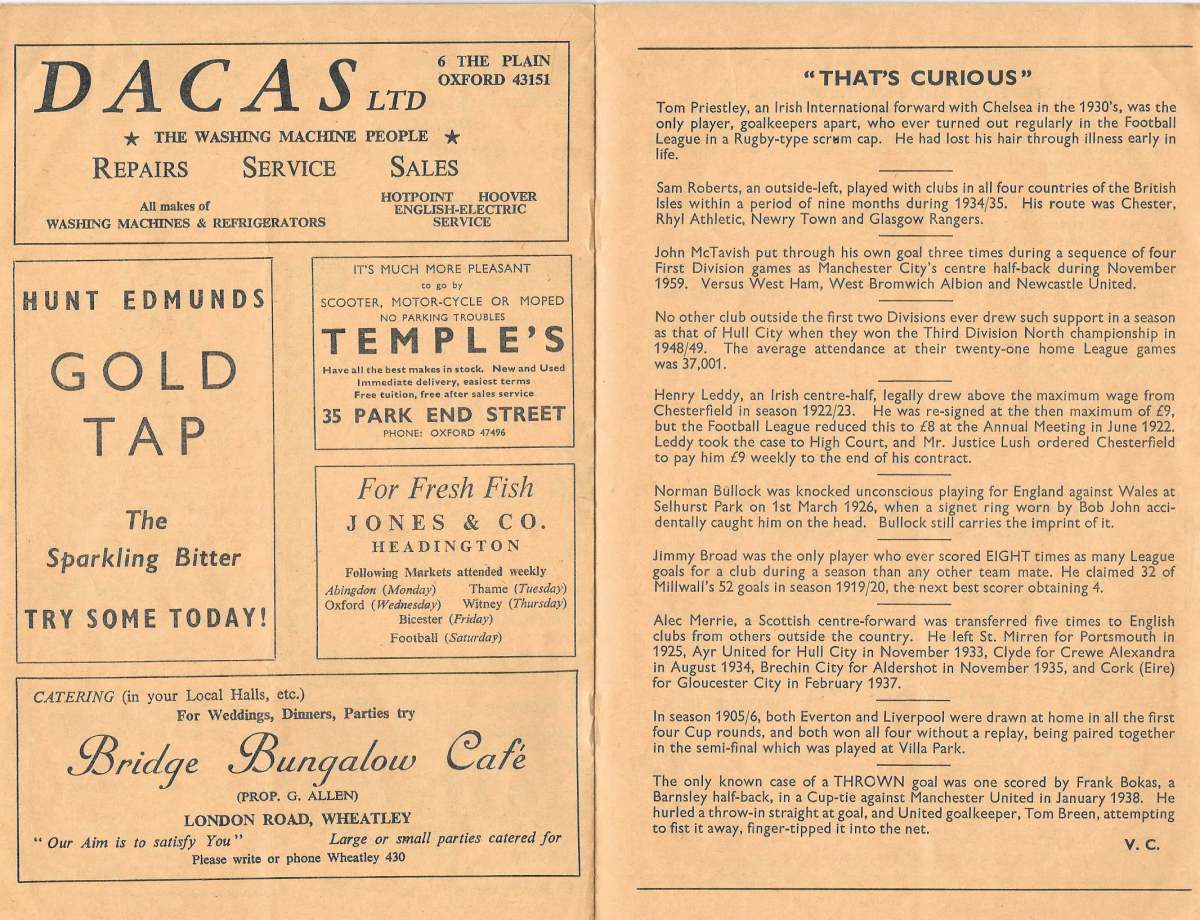 DACAS LTD
6 THE PLAIN
OXFORD 43151
★ THE WASHING MACHINE PEOPLE ★
REPAIRS SERVICE SALES
All makes of
WASHING MACHINES & REFRIGERATORS
HOTPOINT HOOVER
ENGLISH-ELECTRIC
SERVICE
HUNT EDMUNDS
GOLD
TAP
The
Sparkling Bitter
TRY SOME TODAY!
IT'S MUCH MORE PLEASANT
to go by
SCOOTER, MOTOR-CYCLE OR MOPED
NO PARKING TROUBLES
TEMPLE'S
Have all the best makes in stock. New and Used
Immediate delivery, easiest terms
Free tuition, free after sales service
35 PARK END STREET
PHONE: OXFORD 47496
For Fresh Fish
JONES & CO.
HEADINGTON
Following Markets attended weekly
Abingdon (Monday) Thame (Tuesday)
Oxford (Wednesday) Witney (Thursday)
Bicester (Friday)
Football (Saturday)
CATERING (in your Local Halls, etc.)
For Weddings, Dinners, Parties try
Bridge Bungalow Café
(PROP. G. ALLEN)
LONDON ROAD, WHEATLEY
"Our Aim is to satisfy You" Large or small parties catered for
Please write or phone Wheatley 430
"THAT'S CURIOUS"
Tom Priestley, an Irish International forward with Chelsea in the 1930's, was the
only player, goalkeepers apart, who ever turned out regularly in the Football
League in a Rugby-type scrum cap. He had lost his hair through illness early in
life.
Sam Roberts, an outside-left, played with clubs in all four countries of the British
Isles within a period of nine months during 1934/35. His route was Chester,
Rhyl Athletic, Newry Town and Glasgow Rangers.
John McTavish put through his own goal three times during a sequence of four
First Division games as Manchester City's centre half-back during November
1959. Versus West Ham, West Bromwich Albion and Newcastle United.
No other club outside the first two Divisions ever drew such support in a season
as that of Hull City when they won the Third Division North championship in
1948/49. The average attendance at their twenty-one home League games
was 37,001.
Henry Leddy, an Irish centre-half, legally drew above the maximum wage from
Chesterfield in season 1922/23. He was re-signed at the then maximum of £9,
but the Football League reduced this to £8 at the Annual Meeting in June 1922.
Leddy took the case to High Court, and Mr. Justice Lush ordered Chesterfield
to pay him £9 weekly to the end of his contract.
Norman Bullock was knocked unconscious playing for England against Wales at
Selhurst Park on 1st March 1926, when a signet ring worn by Bob John acci-
dentally caught him on the head. Bullock still carries the imprint of it.
Jimmy Broad was the only player who ever scored EIGHT times as many League
goals for a club during a season than any other team mate. He claimed 32 of
Millwall's 52 goals in season 1919/20, the next best scorer obtaining 4.
Alec Merrie, a Scottish centre-forward was transferred five times to English
clubs from others outside the country. He left St. Mirren for Portsmouth in
1925, Ayr United for Hull City in November 1933, Clyde for Crewe Alexandra
in August 1934, Brechin City for Aldershot in November 1935, and Cork (Eire)
for Gloucester City in February 1937.
In season 1905/6, both Everton and Liverpool were drawn at home in all the first
four Cup rounds, and both won all four without a replay, being paired together
in the semi-final which was played at Villa Park.
The only known case of a THROWN goal was one scored by Frank Bokas, a
Barnsley half-back, in a Cup-tie against Manchester United in January 1938. He
hurled a throw-in straight at goal, and United goalkeeper, Tom Breen, attempting
to fist it away, finger-tipped it into the net.
V. C.